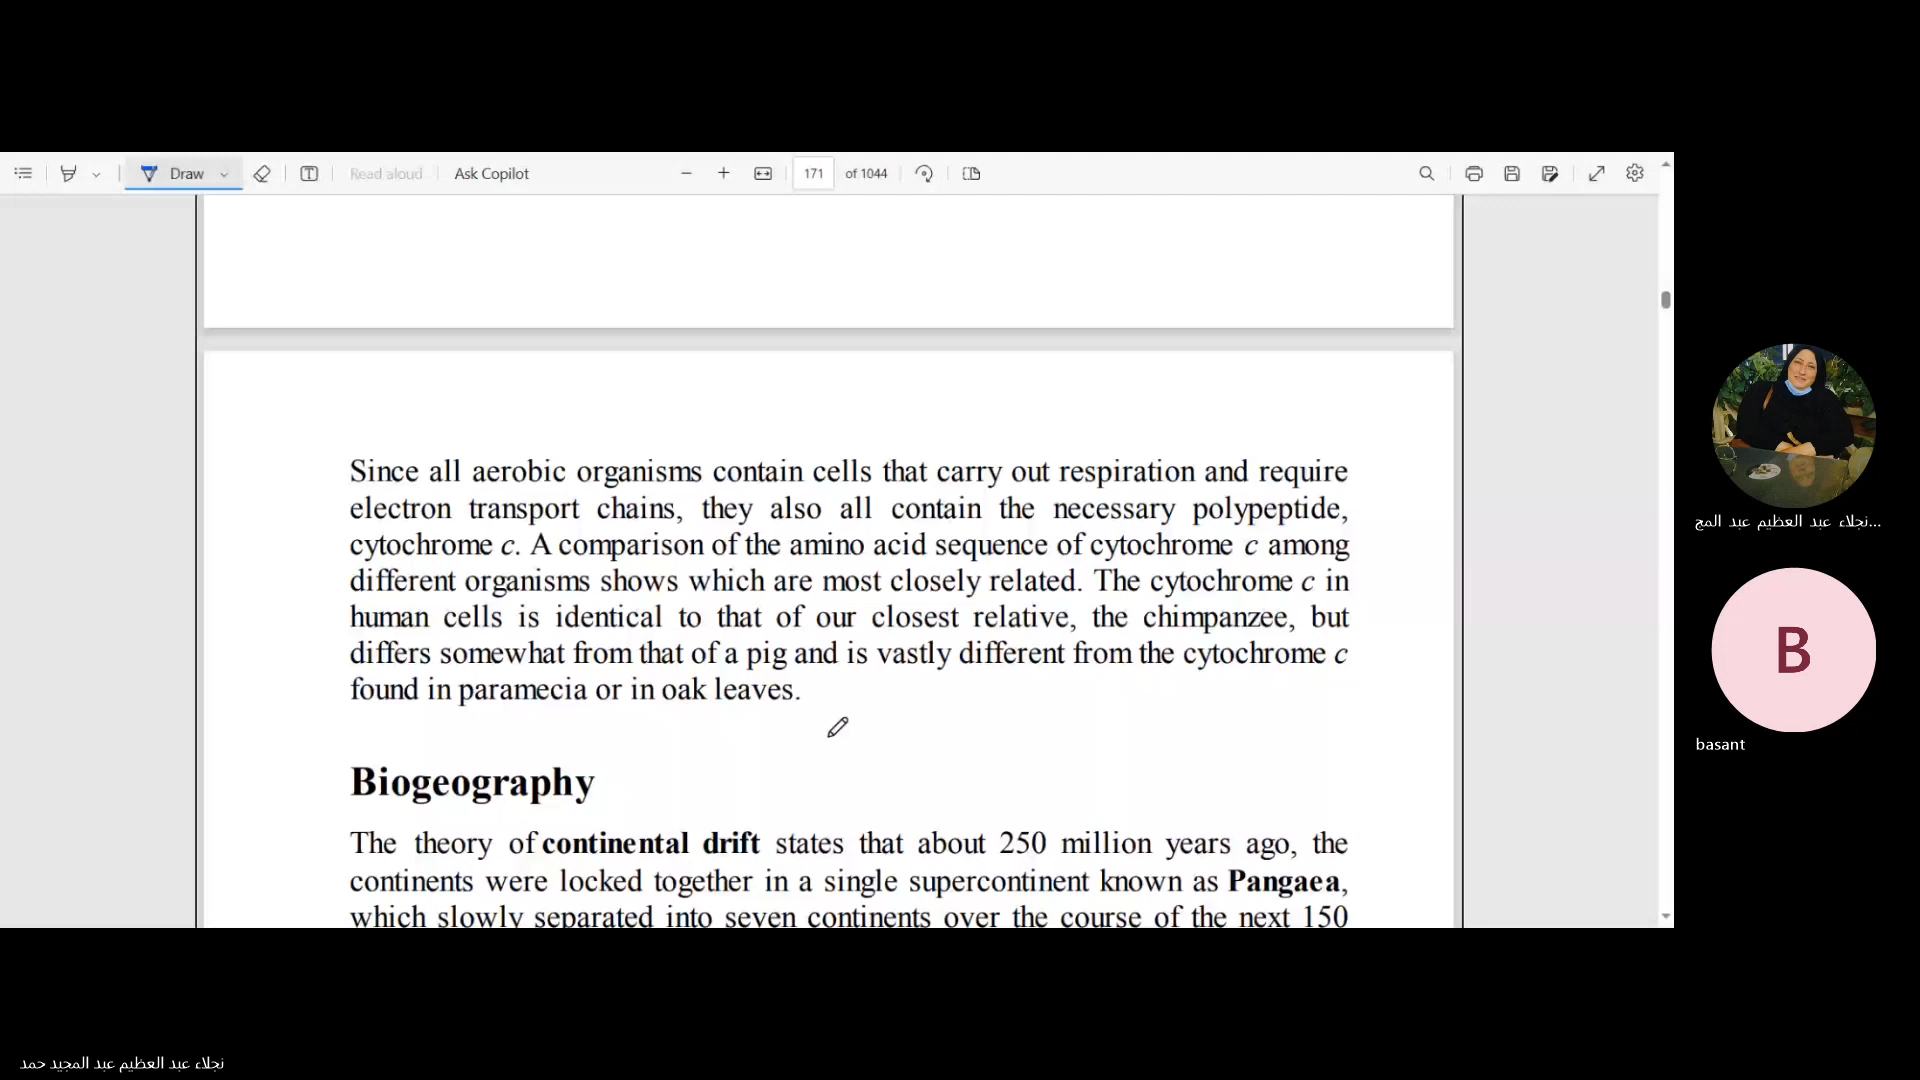 Draw
Read aloud
Ask Copilot
171 of 1044
Since all aerobic organisms contain cells that carry out respiration and require
electron transport chains, they also all contain the necessary polypeptide,
cytochrome c. A comparison of the amino acid sequence of cytochrome c among
different organisms shows which are most closely related. The cytochrome c in
human cells is identical to that of our closest relative, the chimpanzee, but
differs somewhat from that of a pig and is vastly different from the cytochrome c
found in paramecia or in oak leaves.
Biogeography
The theory of continental drift states that about 250 million years ago, the
continents were locked together in a single supercontinent known as Pangaea,
which slowly separated into seven continents over the course of the next 150
نجلاء عبد العظيم عبد المج...
B
basant
نجلاء عبد العظيم عبد المجيد حمد